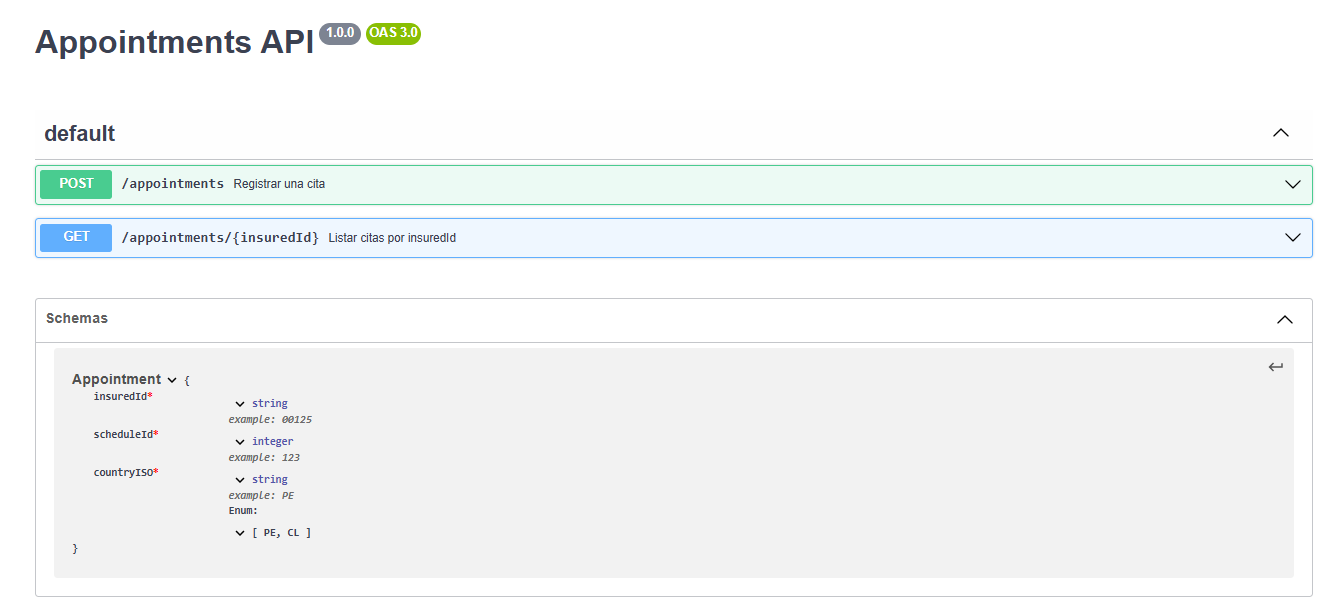 Appointments API 1.0.0 OAS 3.0
default
POST /appointments Registrar una cita
GET /appointments/{insuredId} Listar citas por insuredId
Schemas
Appointment {
insuredId*
string
example: 00125
scheduleId*
integer
example: 123
countryISO*
string
example: PE
Enum:
[ PE, CL ]
}